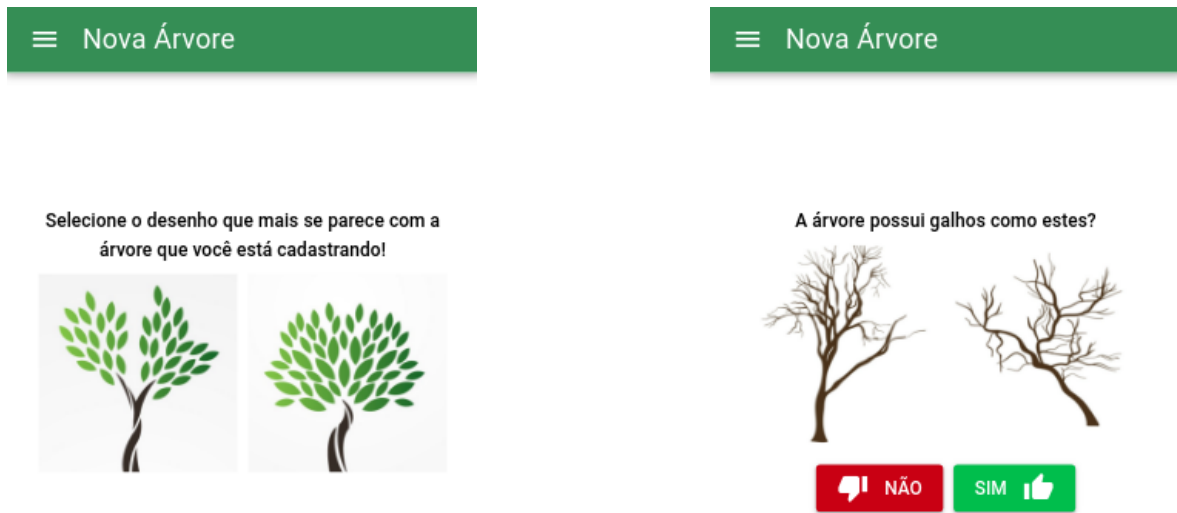 Nova Árvore
Selecione o desenho que mais se parece com a
árvore que você está cadastrando!
Nova Árvore
A árvore possui galhos como estes?
NÃO
SIM